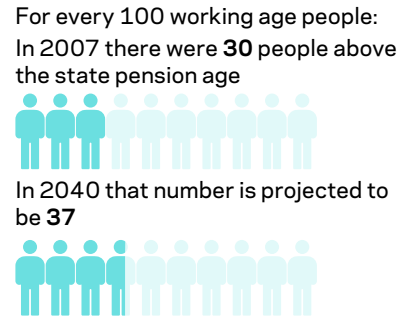 For every 100 working age people:
In 2007 there were 30 people above
the state pension age
In 2040 that number is projected to
be 37